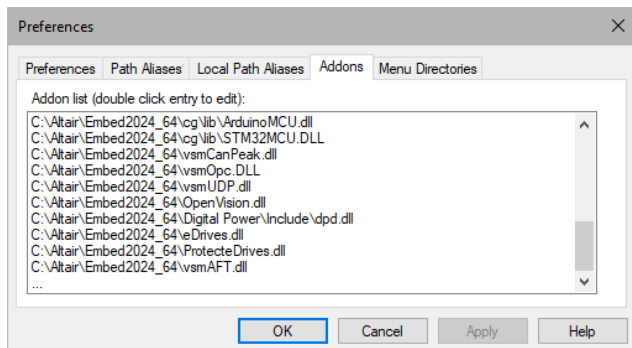 Preferences
Preferences Path Aliases Local Path Aliases Addons Menu Directories
Addon list (double click entry to edit):
C:\Altair\Embed2024_64\cg\lib\ArduinoMCU.dll
C:\Altair\Embed2024_64\cg\lib\STM32MCU.DLL
C:\Altair\Embed2024_64\vsmCanPeak.dll
C:\Altair\Embed2024_64\vsmOpc.DLL
C:\Altair\Embed2024_64\vsmUDP.dll
C:\Altair\Embed2024_64\OpenVision.dll
C:\Altair\Embed2024_64\Digital Power\Include\dpd.dll
C:\Altair\Embed2024_64\eDrives.dll
C:\Altair\Embed2024_64\ProtecteDrives.dll
C:\Altair\Embed2024_64\vsmAFT.dll
...
OK Cancel Apply Help